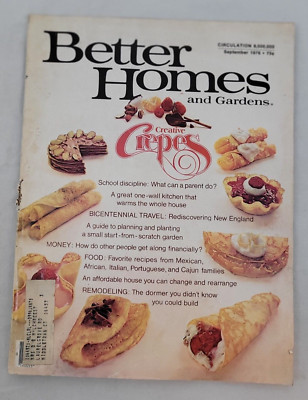 CIRCULATION 8,000,000
September 1975 • 75¢
Better
Homes
and Gardens®
Creative
Crepes
School discipline: What can a parent do?
A great one-wall kitchen that
warms the whole house
BICENTENNIAL TRAVEL: Rediscovering New England
A guide to planning and planting
a small start-from-scratch garden
MONEY: How do other people get along financially?
FOOD: Favorite recipes from Mexican,
African, Italian, Portuguese, and Cajun families
An affordable house you can change and rearrange
REMODELING: The dormer you didn't know
you could build